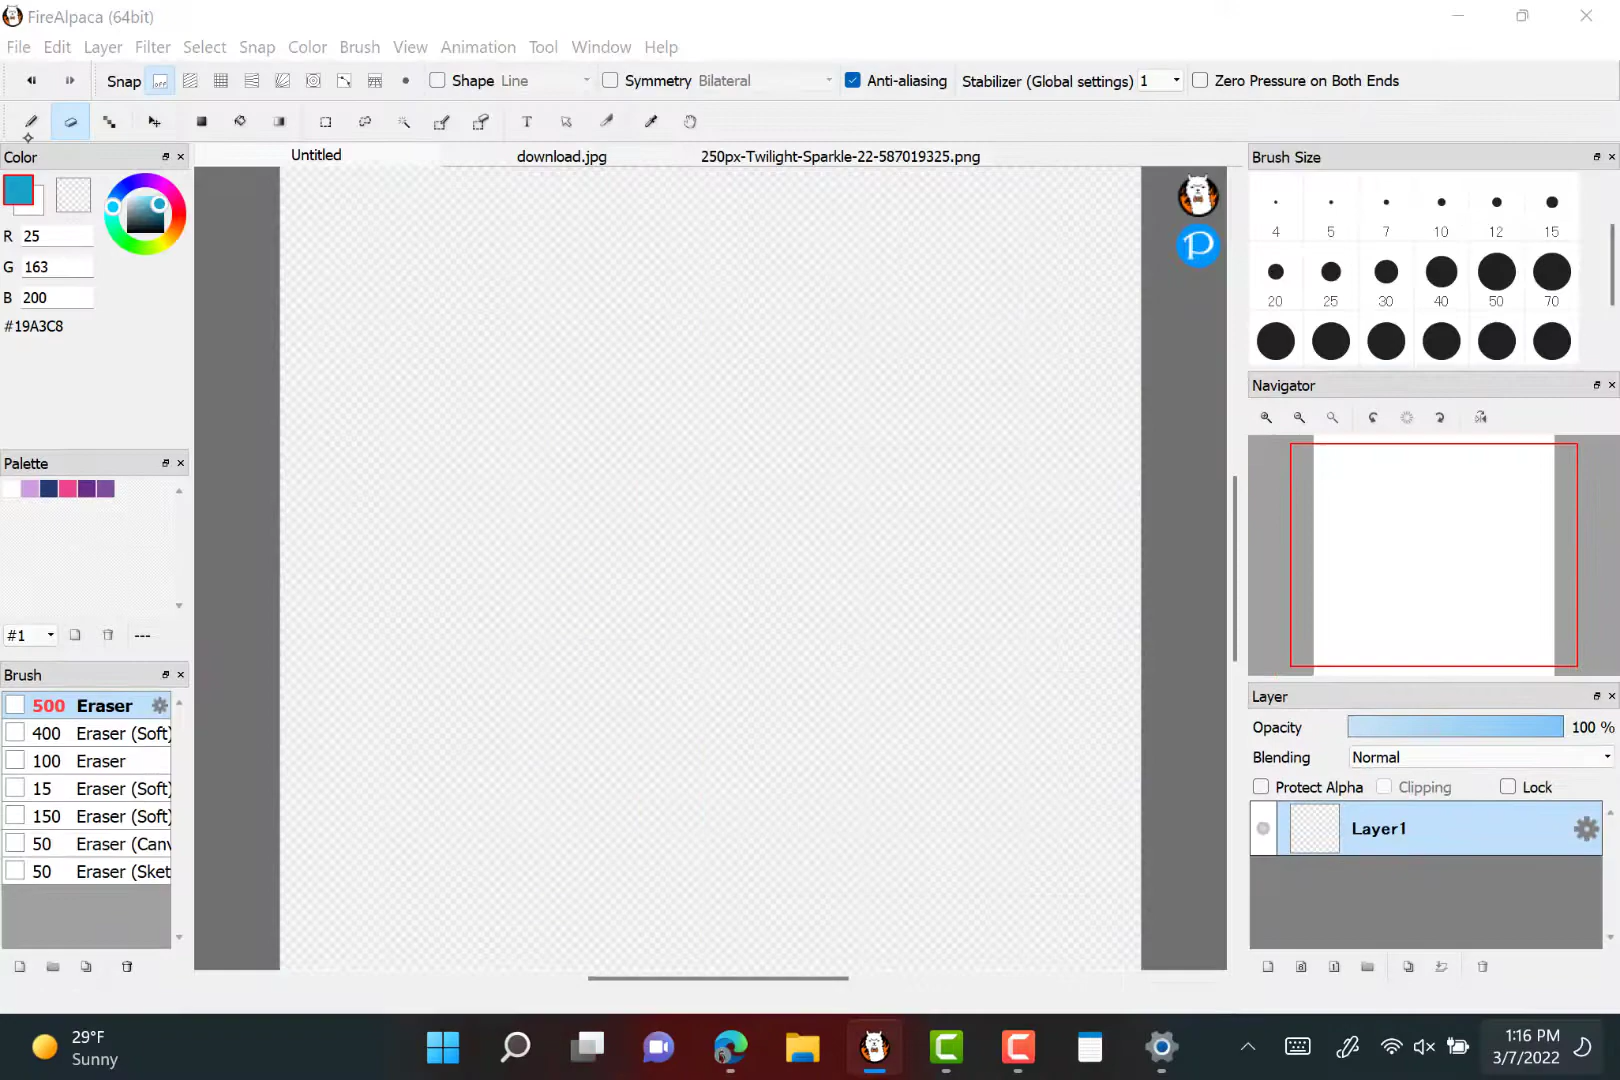 FireAlpaca (64bit)
File Edit Layer Filter Select Snap Color Brush View Animation Tool Window Help
Snap Shape Line Symmetry Bilateral Anti-aliasing Stabilizer (Global settings) 1 Zero Pressure on Both Ends
T
Color
R 25
G 163
B 200
#19A3C8
Palette
#1 ---
Brush
500 Eraser
400 Eraser (Soft)
100 Eraser
15 Eraser (Soft)
150 Eraser (Soft)
50 Eraser (Canv
50 Eraser (Sket
Untitled download.jpg 250px-Twilight-Sparkle-22-587019325.png
P
Brush Size
4 5 7 10 12 15
20 25 30 40 50 70
Navigator
Layer
Opacity 100 %
Blending Normal
Protect Alpha Clipping Lock
Layer1
29°F
Sunny
1:16 PM
3/7/2022